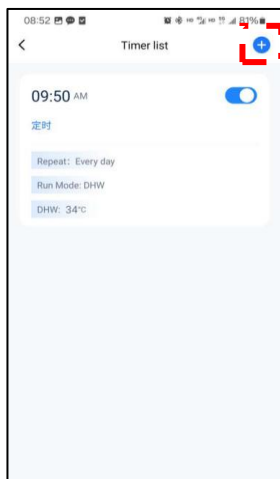 08:52 81%
Timer list
09:50 AM
定时
Repeat: Every day
Run Mode: DHW
DHW: 34°C